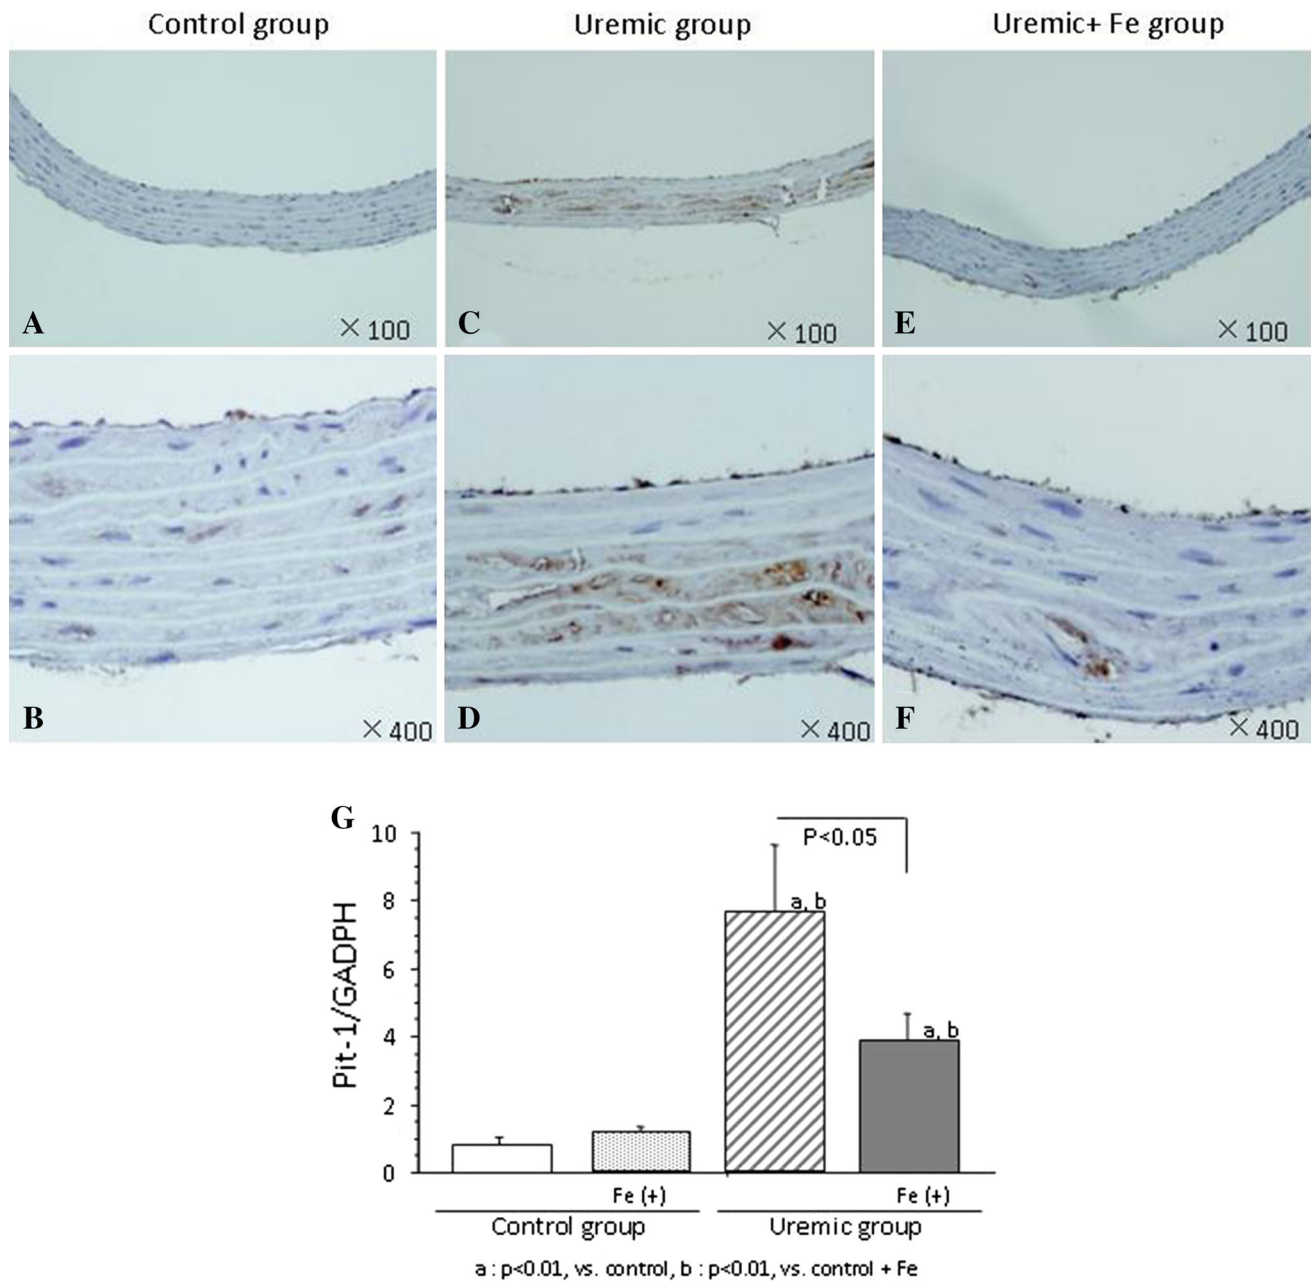 Control group
Uremic group
Uremic+ Fe group
A
× 100
C
× 100
E
× 100
B
× 400
D
× 400
F
× 400
G
P<0.05
Pit-1/GADPH
10
8
6
4
2
0
a, b
a, b
Fe (+)
Fe (+)
Control group
Uremic group
a : p<0.01, vs. control, b : p<0.01, vs. control + Fe